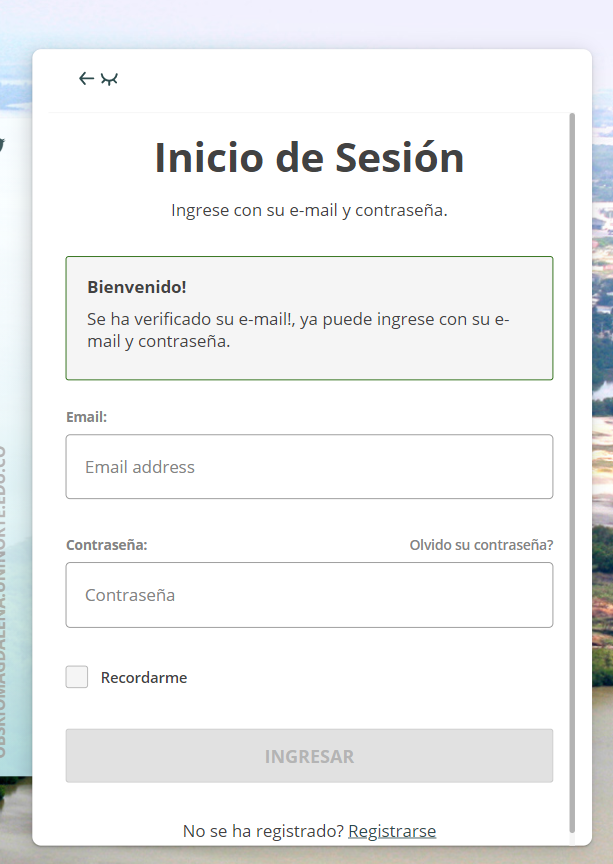 Inicio de Sesión
Ingrese con su e-mail y contraseña.
Bienvenido!
Se ha verificado su e-mail!, ya puede ingrese con su e-
mail y contraseña.
Email:
Email address
Contraseña:
Olvido su contraseña?
Contraseña
Recordarme
INGRESAR
No se ha registrado? Registrarse
OBSRIOMAGDALENA.UNINORTE.EDU.CO